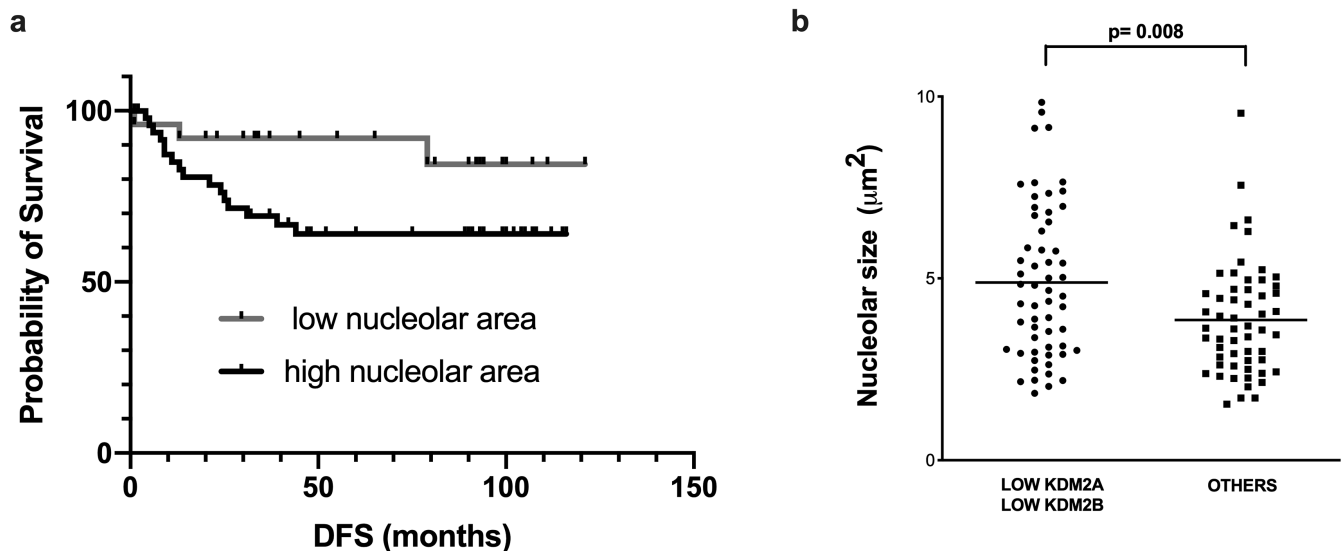 a
100
50
0
Probability of Survival
low nucleolar area
high nucleolar area
0 50 100 150
DFS (months)
b
p= 0.008
10
5
0
Nucleolar size (μm²)
LOW KDM2A
LOW KDM2B
OTHERS